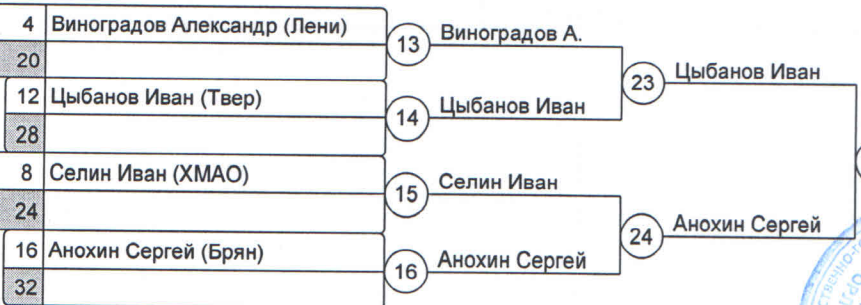 4 Виноградов Александр (Лени)
20
12 Цыбанов Иван (Твер)
28
8 Селин Иван (ХМАО)
24
16 Анохин Сергей (Брян)
32
13 Виноградов А.
14 Цыбанов Иван
15 Селин Иван
16 Анохин Сергей
23 Цыбанов Иван
24 Анохин Сергей